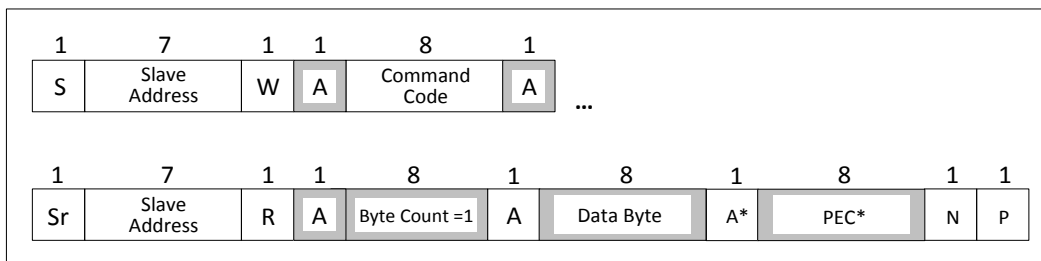 1 7 1 1 8 1
S Slave Address W A Command Code A ...
1 7 1 1 8 1 8 1 8 1 1
Sr Slave Address R A Byte Count =1 A Data Byte A* PEC* N P